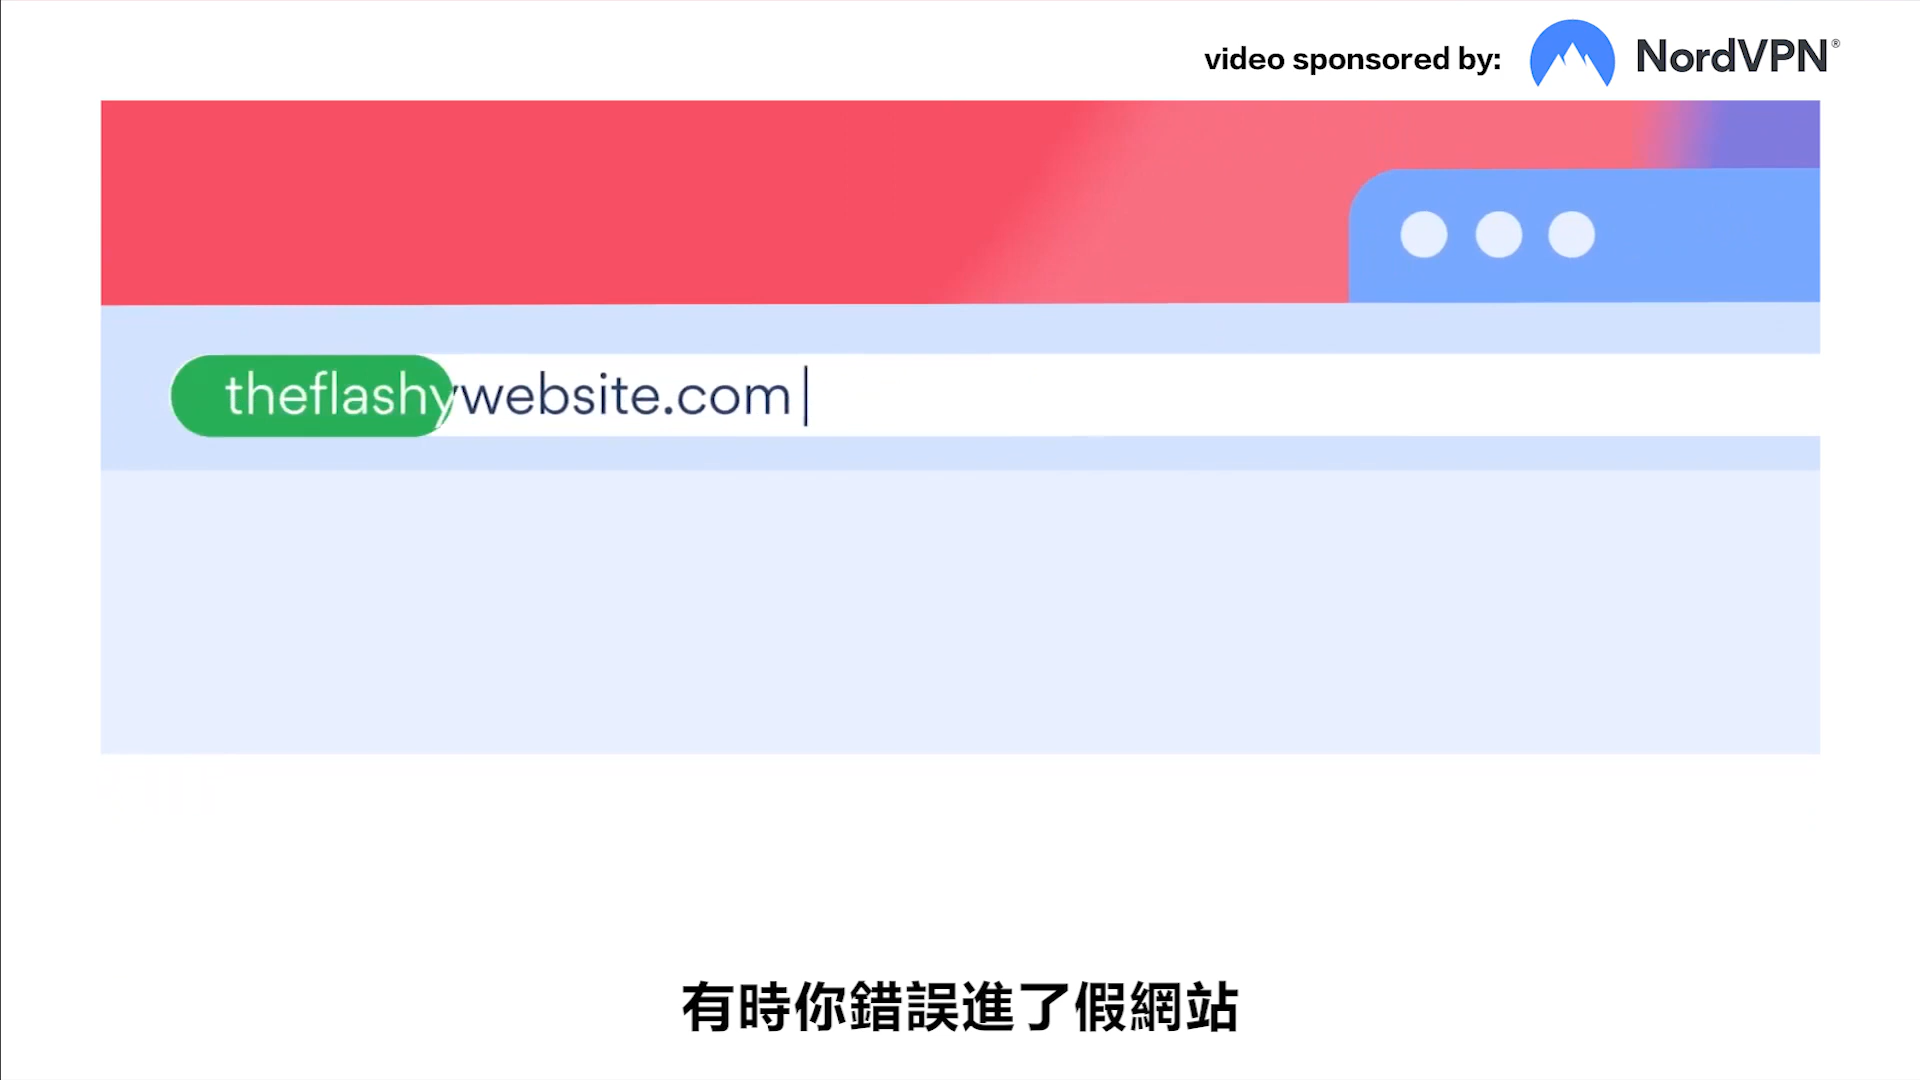 video sponsored by: NordVPN®
theflashywebsite.com
有時你錯誤進了假網站